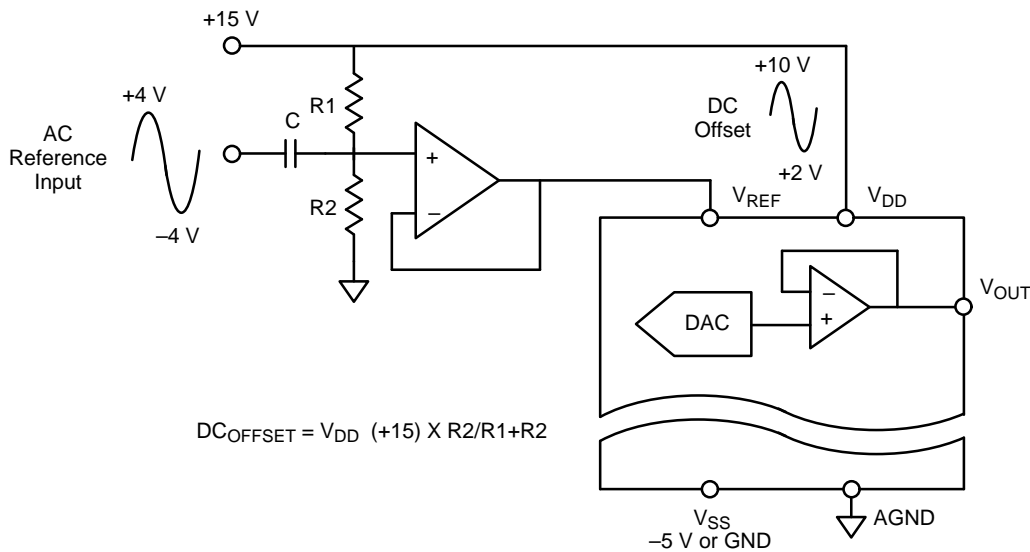 +15 V
+4 V
AC
Reference
Input
–4 V
C
R1
R2
+
–
+10 V
DC
Offset
+2 V
VREF
VDD
DAC
–
+
VOUT
DCOFFSET = VDD (+15) X R2/R1+R2
VSS
–5 V or GND
AGND